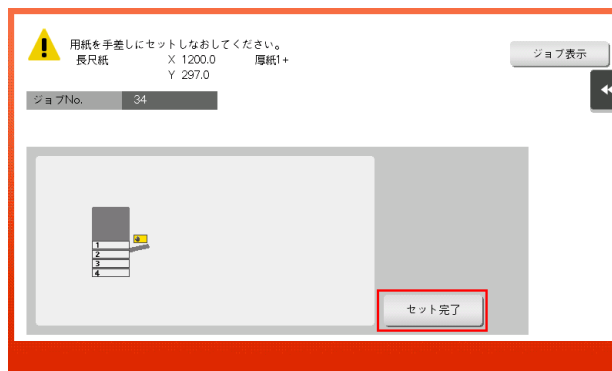 用紙を手差しにセットしなおしてください。
長尺紙 X 1200.0 厚紙1+
Y 297.0
ジョブ表示
ジョブNo. 34
1
2
3
4
セット完了